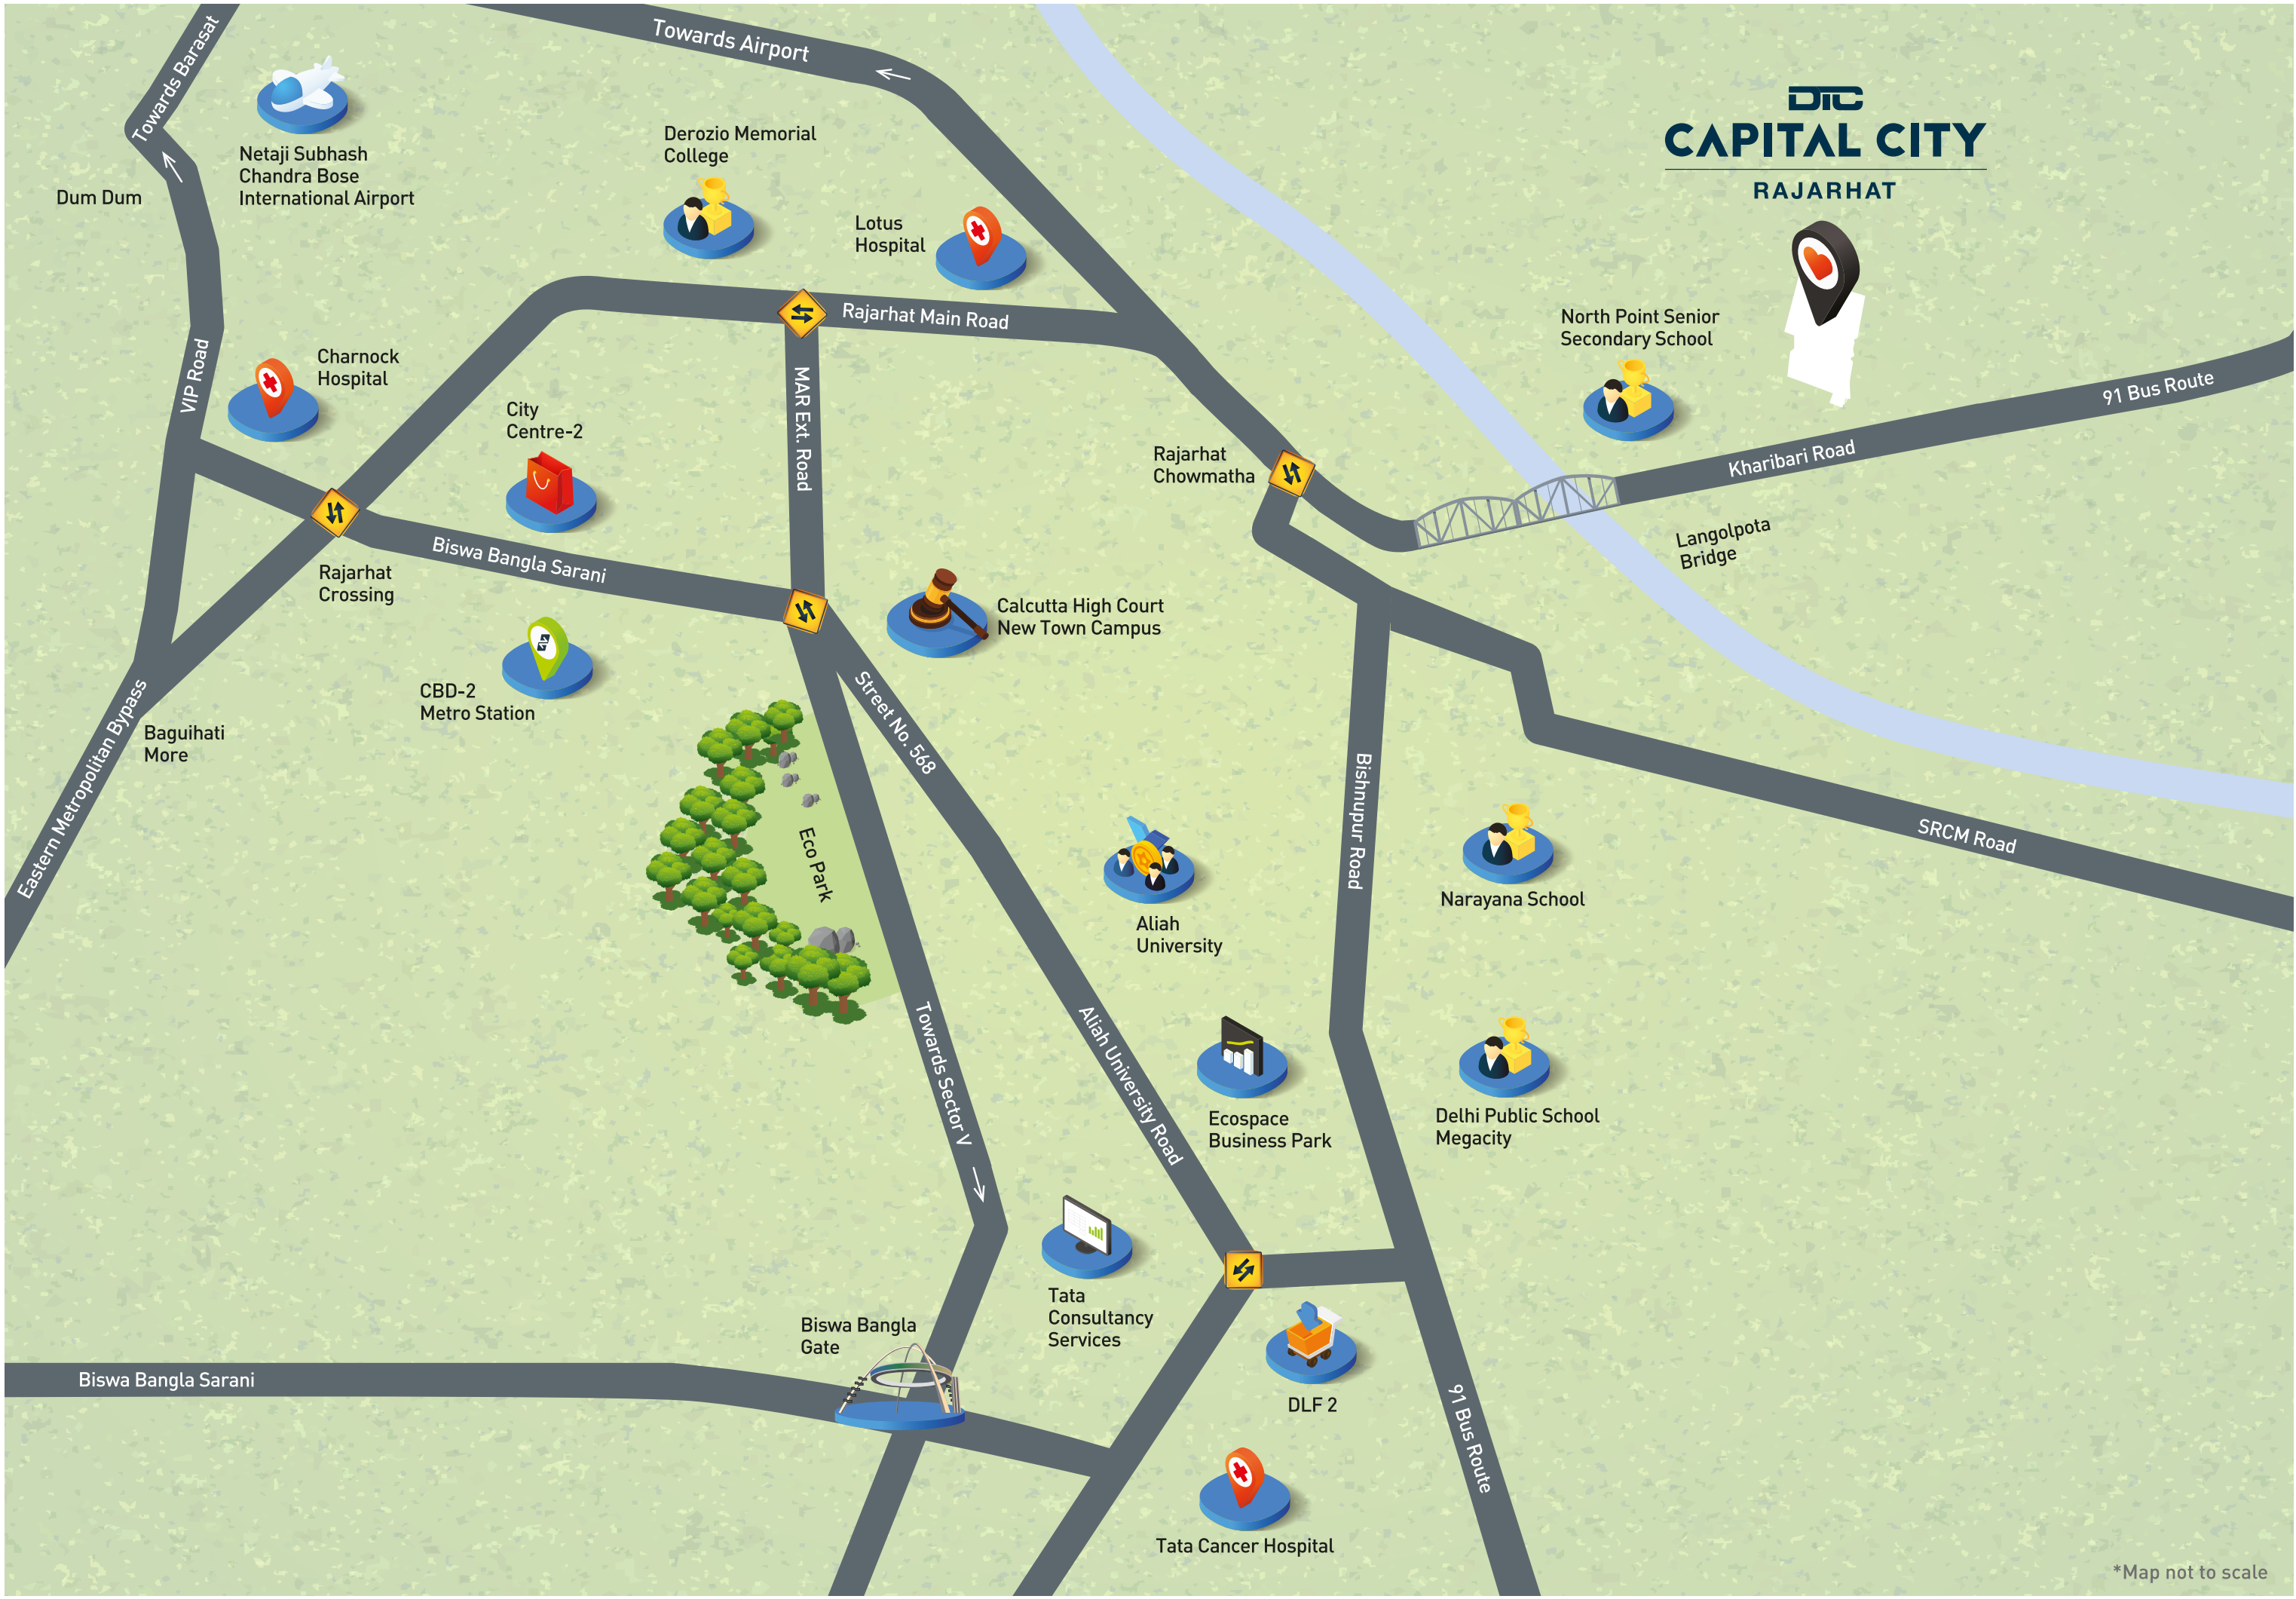 Towards Barasat
Towards Airport
DTC
CAPITAL CITY
RAJARHAT
Netaji Subhash
Chandra Bose
International Airport
Dum Dum
Derozio Memorial
College
Lotus
Hospital
Rajarhat Main Road
North Point Senior
Secondary School
VIP Road
Charnock
Hospital
City
Centre-2
MAR Ext. Road
Rajarhat
Chowmatha
91 Bus Route
Kharibari Road
Langolpota
Bridge
Biswa Bangla Sarani
Rajarhat
Crossing
Calcutta High Court
New Town Campus
CBD-2
Metro Station
Baguihati
More
Eastern Metropolitan Bypass
Street No. 568
Eco Park
Bishnupur Road
SRCM Road
Narayana School
Aliah
University
Towards Sector V
Aliah University Road
Ecospace
Business Park
Delhi Public School
Megacity
Tata
Consultancy
Services
Biswa Bangla
Gate
Biswa Bangla Sarani
DLF 2
91 Bus Route
Tata Cancer Hospital
*Map not to scale